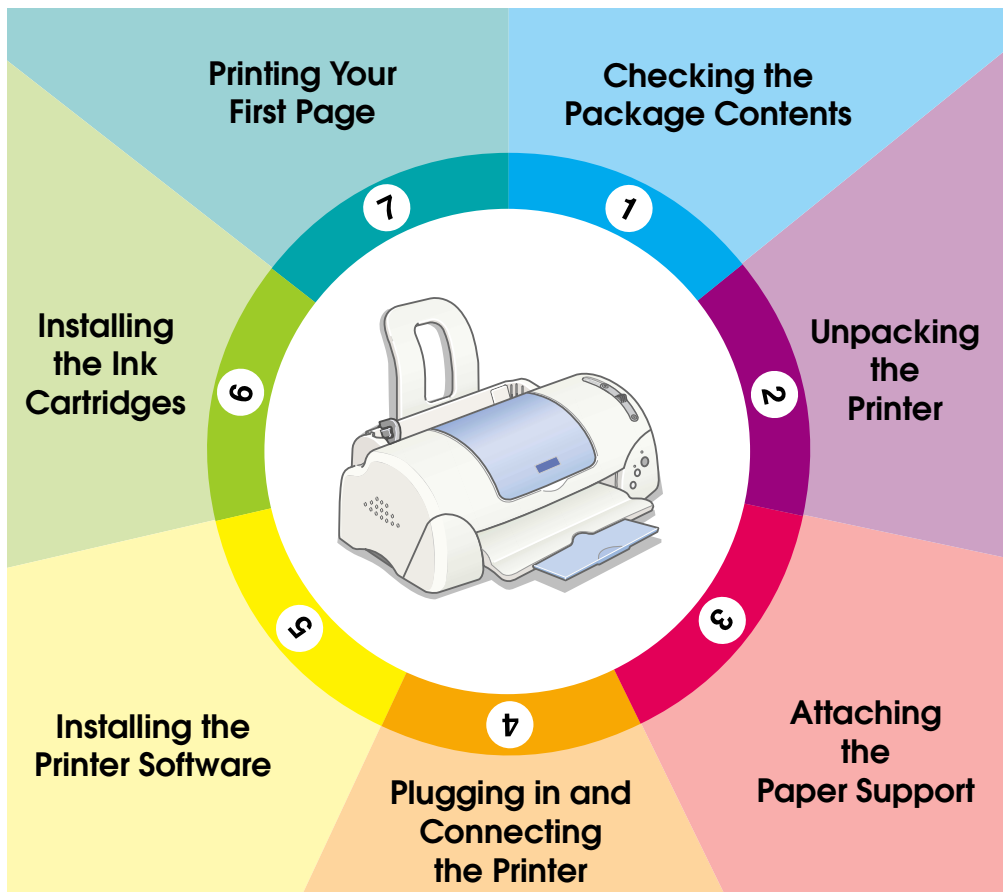 1
Checking the
Package Contents
2
Unpacking
the
Printer
3
Attaching
the
Paper Support
4
Plugging in and
Connecting
the Printer
5
Installing the
Printer Software
6
Installing
the Ink
Cartridges
7
Printing Your
First Page